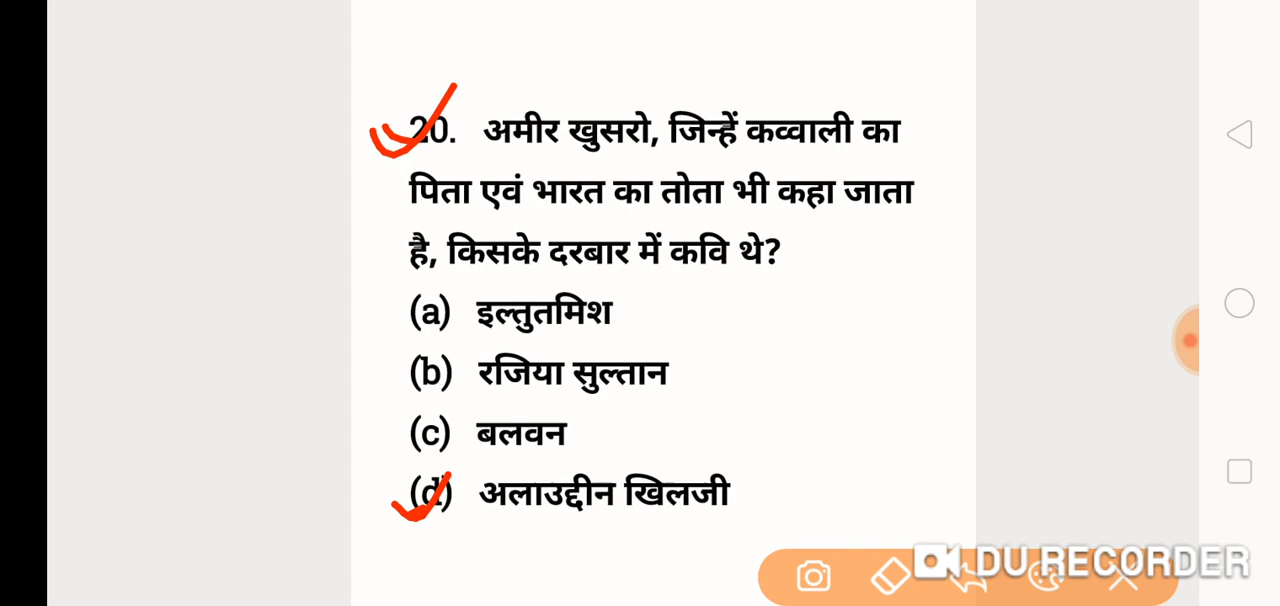 20. अमीर खुसरो, जिन्हें कव्वाली का
पिता एवं भारत का तोता भी कहा जाता
है, किसके दरबार में कवि थे?
(a) इल्तुतमिश
(b) रजिया सुल्तान
(c) बलवन
(d) अलाउद्दीन खिलजी
DU RECORDER